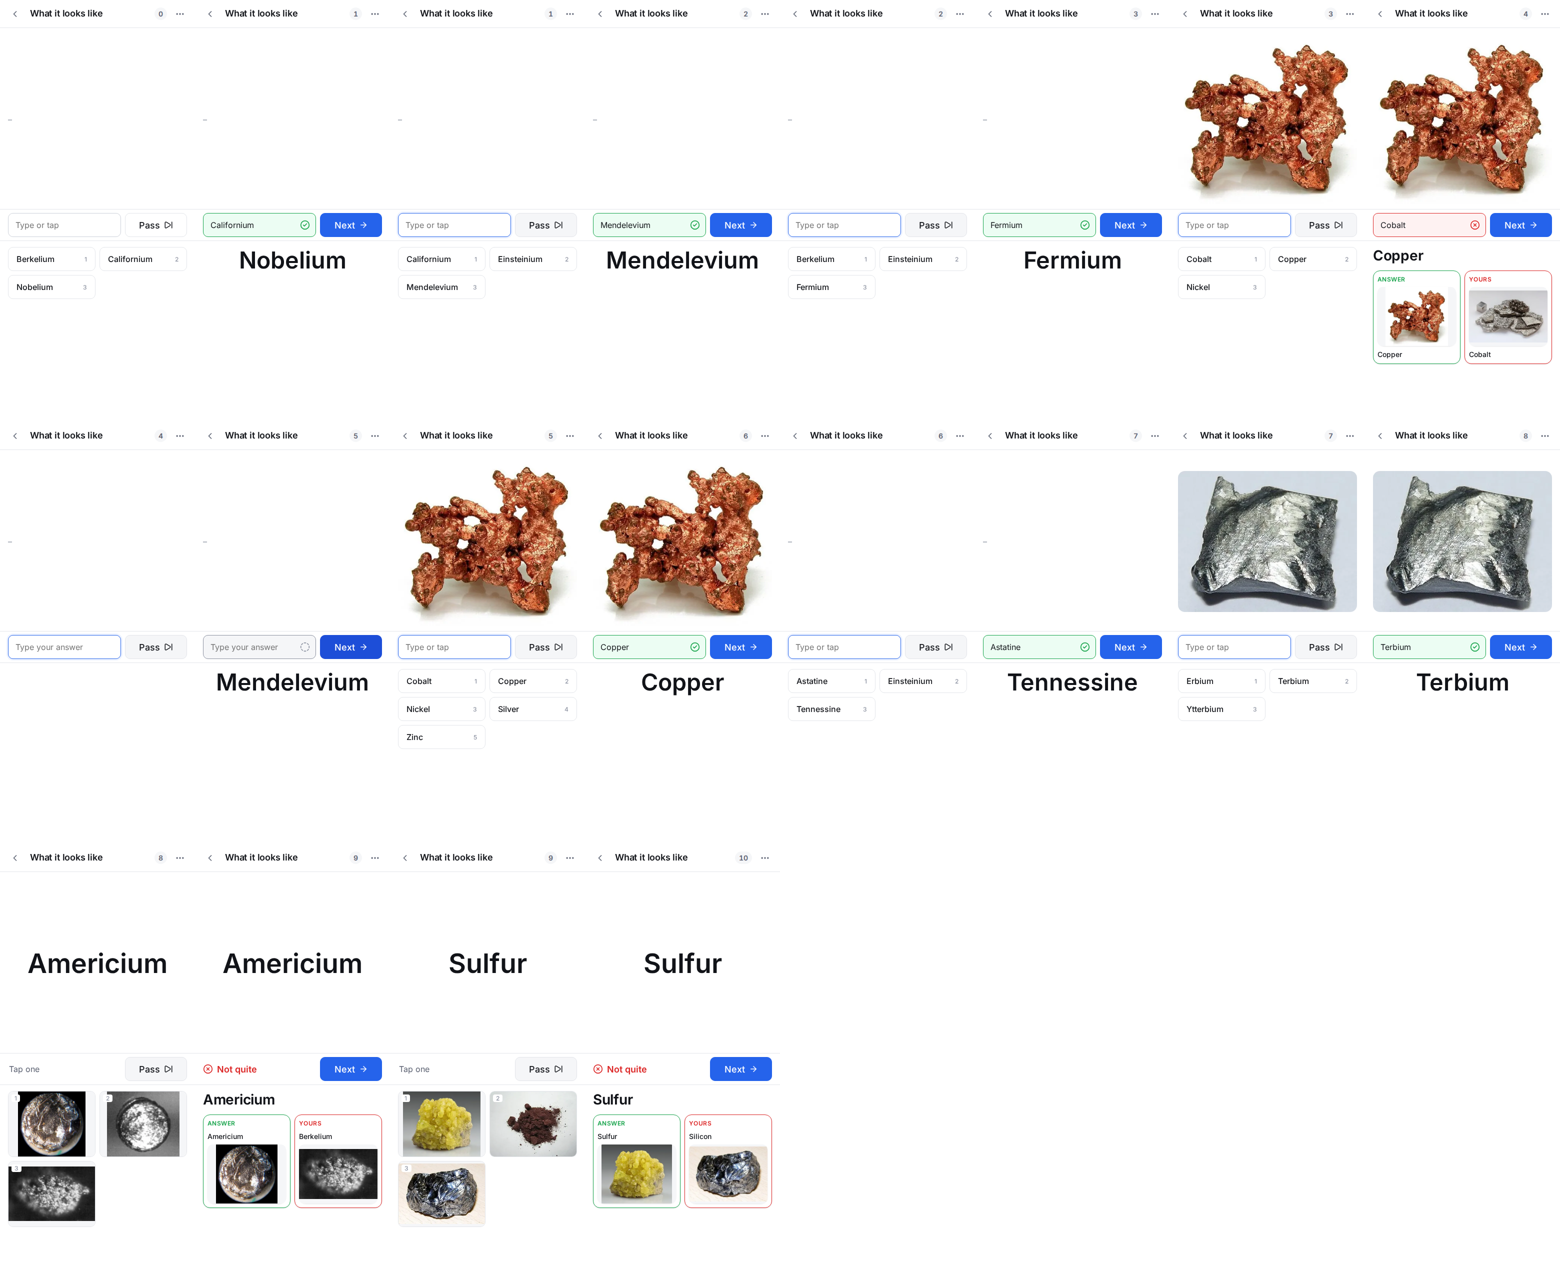 What it looks like 0
–
Type or tap Pass
Berkelium 1 Californium 2
Nobelium 3
What it looks like 1
–
Californium Next
Nobelium
What it looks like 1
–
Type or tap Pass
Californium 1 Einsteinium 2
Mendelevium 3
What it looks like 2
–
Mendelevium Next
Mendelevium
What it looks like 2
–
Type or tap Pass
Berkelium 1 Einsteinium 2
Fermium 3
What it looks like 3
–
Fermium Next
Fermium
What it looks like 3
Type or tap Pass
Cobalt 1 Copper 2
Nickel 3
What it looks like 4
Cobalt Next
Copper
ANSWER YOURS
Copper Cobalt
What it looks like 4
–
Type your answer Pass
What it looks like 5
–
Type your answer Next
Mendelevium
What it looks like 5
Type or tap Pass
Cobalt 1 Copper 2
Nickel 3 Silver 4
Zinc 5
What it looks like 6
Copper Next
Copper
What it looks like 6
–
Type or tap Pass
Astatine 1 Einsteinium 2
Tennessine 3
What it looks like 7
–
Astatine Next
Tennessine
What it looks like 7
Type or tap Pass
Erbium 1 Terbium 2
Ytterbium 3
What it looks like 8
Terbium Next
Terbium
What it looks like 8
Americium
Tap one Pass
1 2
3
What it looks like 9
Americium
Not quite Next
Americium
ANSWER YOURS
Americium Berkelium
What it looks like 9
Sulfur
Tap one Pass
1 2
3
What it looks like 10
Sulfur
Not quite Next
Sulfur
ANSWER YOURS
Sulfur Silicon